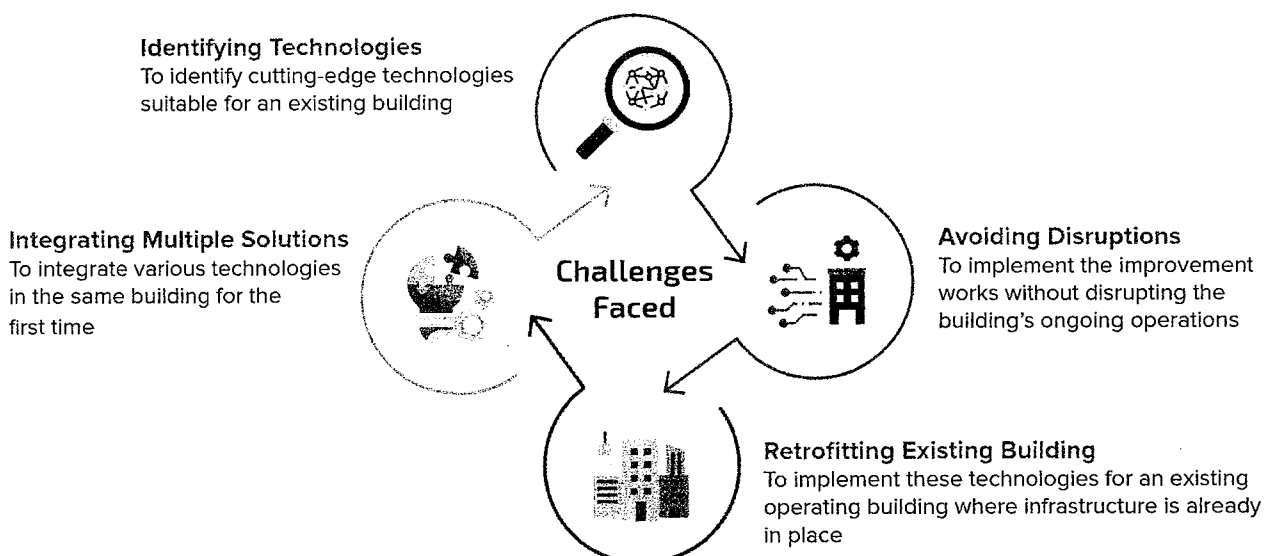 Identifying Technologies
To identify cutting-edge technologies
suitable for an existing building
Integrating Multiple Solutions
To integrate various technologies
in the same building for the
first time
Challenges
Faced
Avoiding Disruptions
To implement the improvement
works without disrupting the
building's ongoing operations
Retrofitting Existing Building
To implement these technologies for an existing
operating building where infrastructure is already
in place